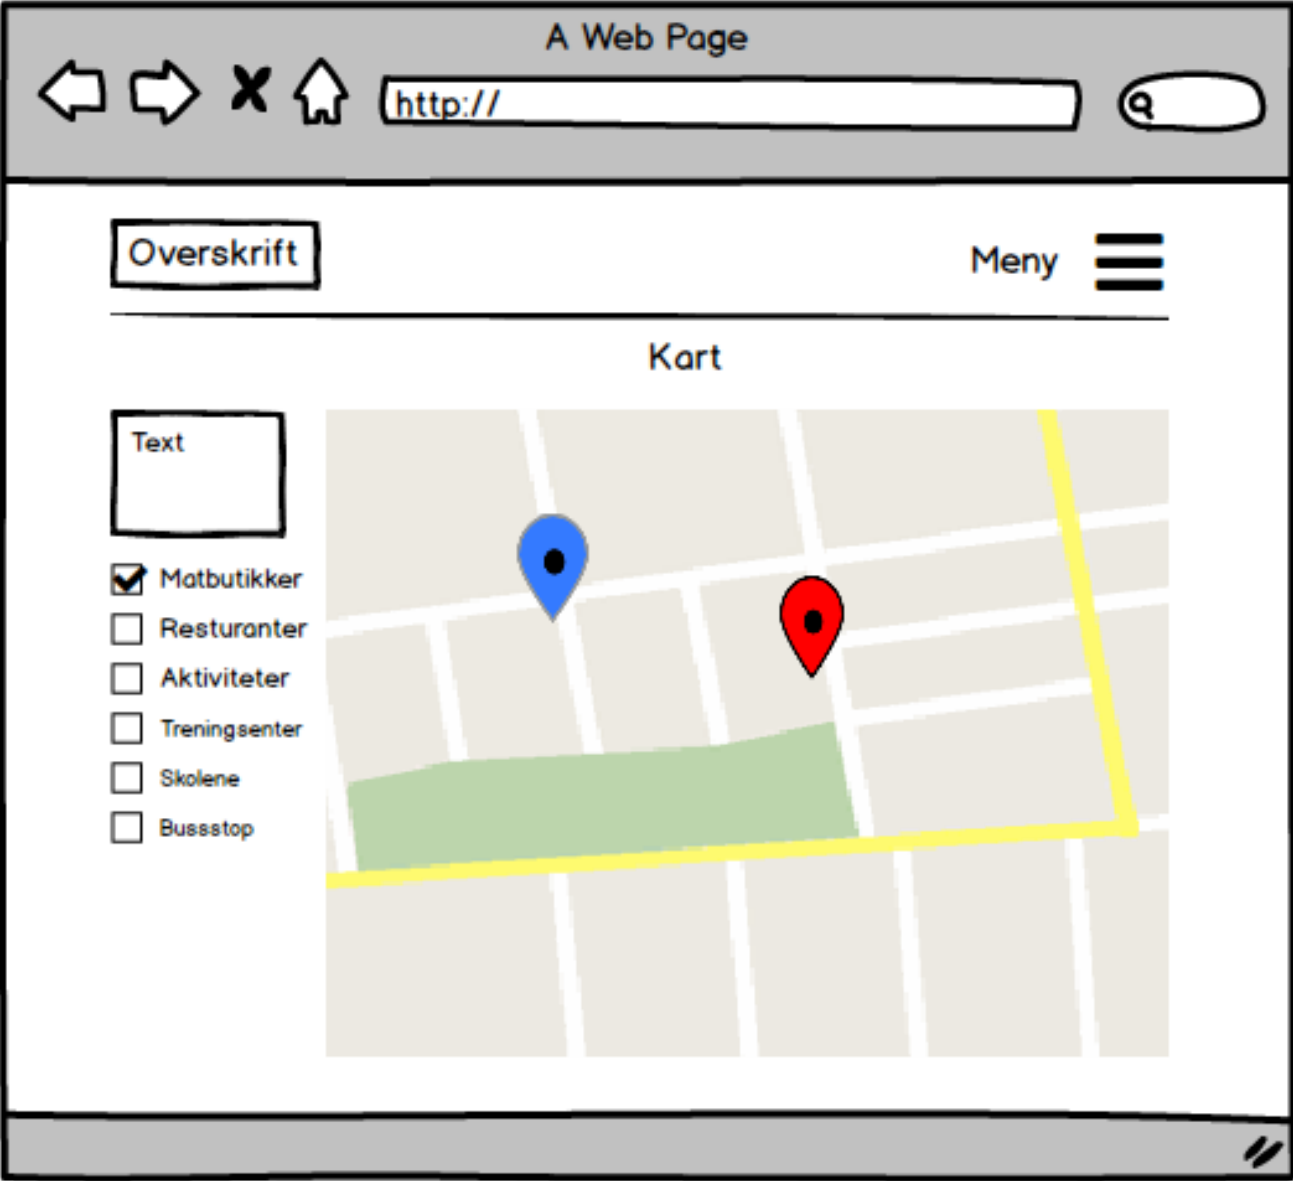 A Web Page
http://
Overskrift
Meny
Kart
Text
Matbutikker
Resturanter
Aktiviteter
Treningsenter
Skolene
Bussstop